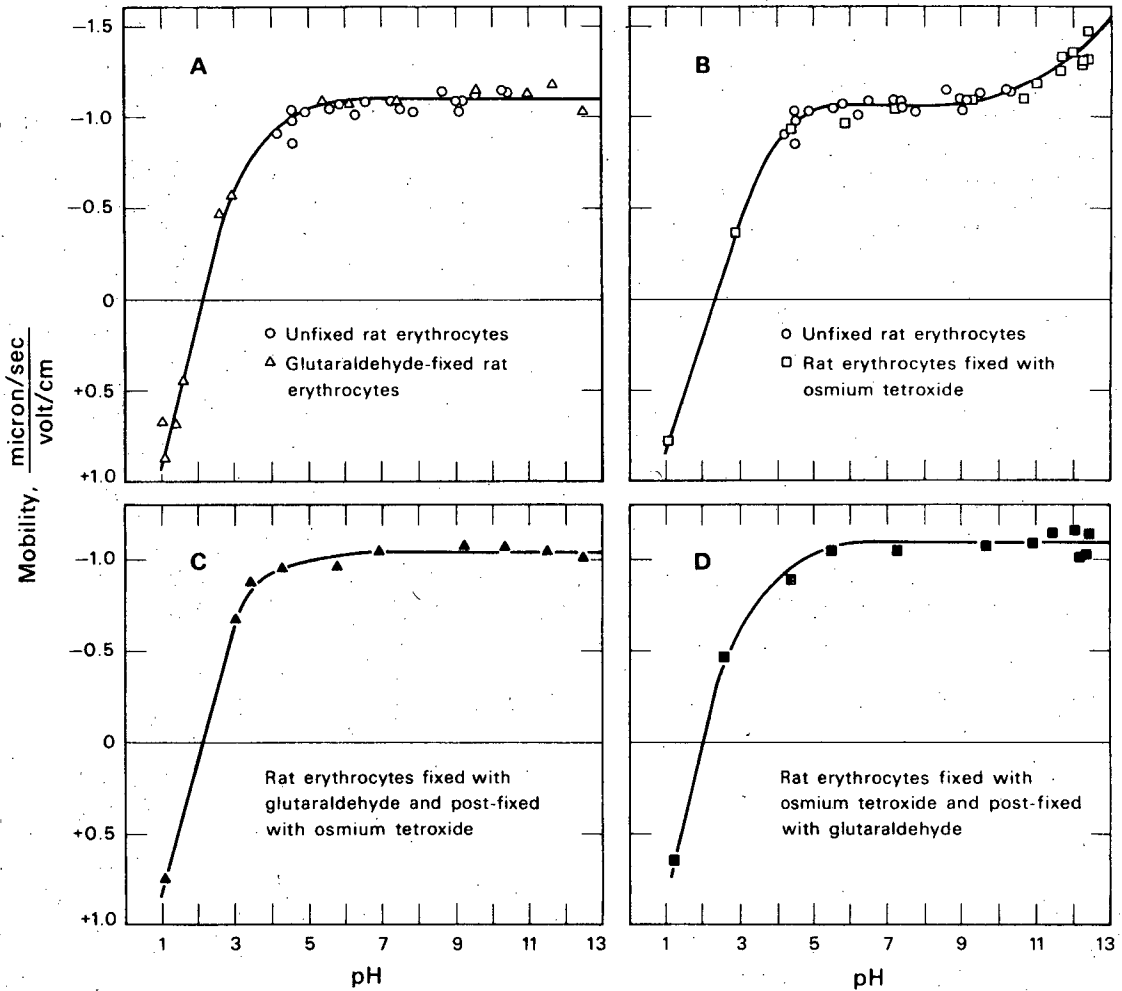 −1.5
−1.0
−0.5
0
+0.5
+1.0
A
○ Unfixed rat erythrocytes
△ Glutaraldehyde-fixed rat
erythrocytes
B
○ Unfixed rat erythrocytes
□ Rat erythrocytes fixed with
osmium tetroxide
Mobility, micron/sec
volt/cm
−1.0
−0.5
0
+0.5
+1.0
C
Rat erythrocytes fixed with
glutaraldehyde and post-fixed
with osmium tetroxide
1 3 5 7 9 11 13
pH
D
Rat erythrocytes fixed with
osmium tetroxide and post-fixed
with glutaraldehyde
1 3 5 7 9 11 13
pH